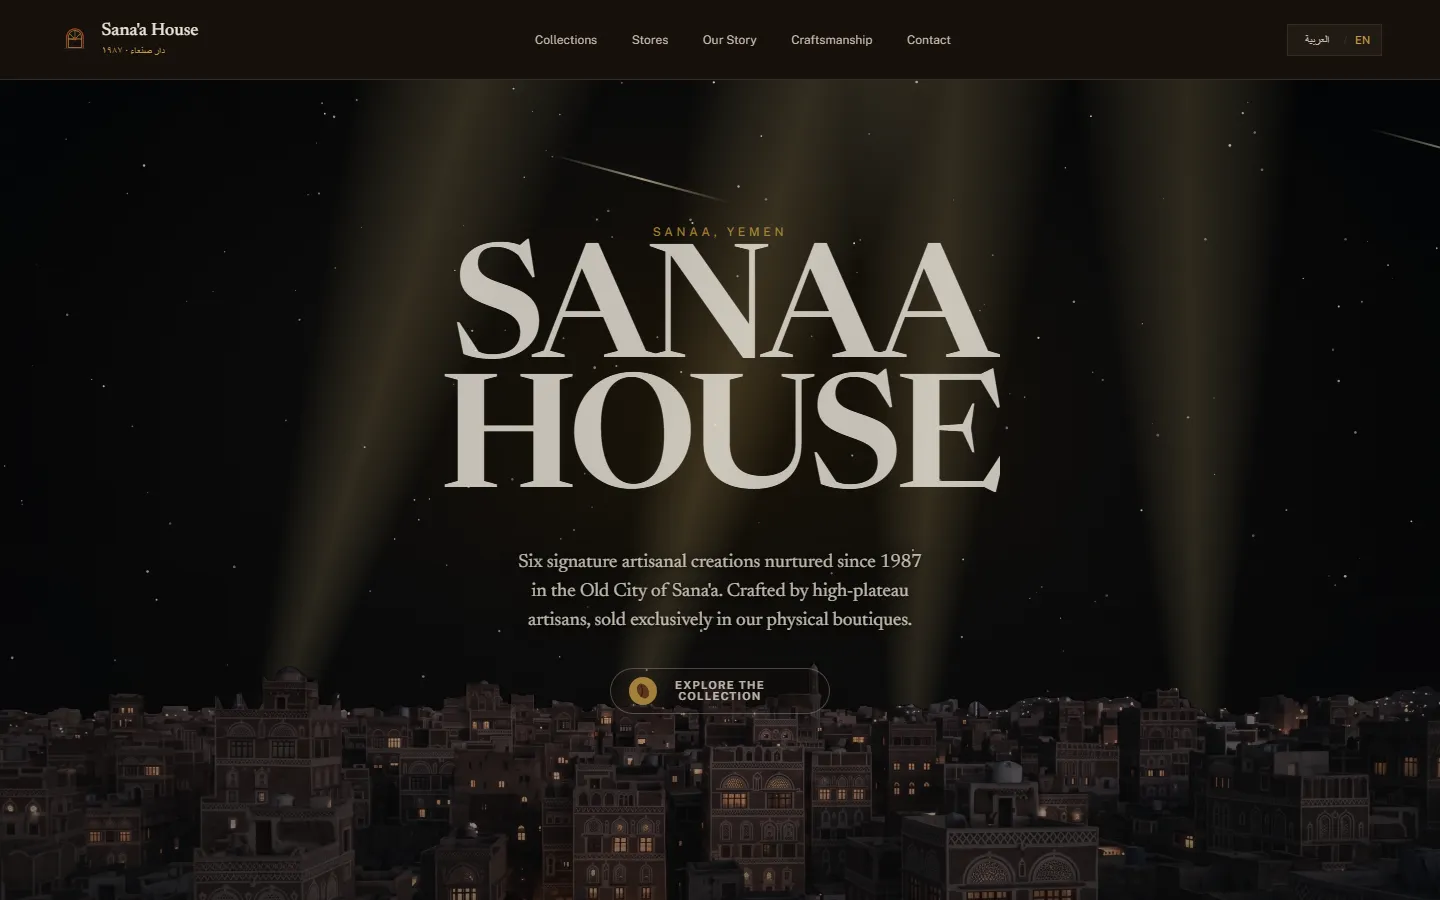 Sana'a House
دار صنعاء · ١٩٨٧
Collections
Stores
Our Story
Craftsmanship
Contact
العربية / EN
SANAA, YEMEN
SANAA
HOUSE
Six signature artisanal creations nurtured since 1987
in the Old City of Sana'a. Crafted by high-plateau
artisans, sold exclusively in our physical boutiques.
EXPLORE THE
COLLECTION